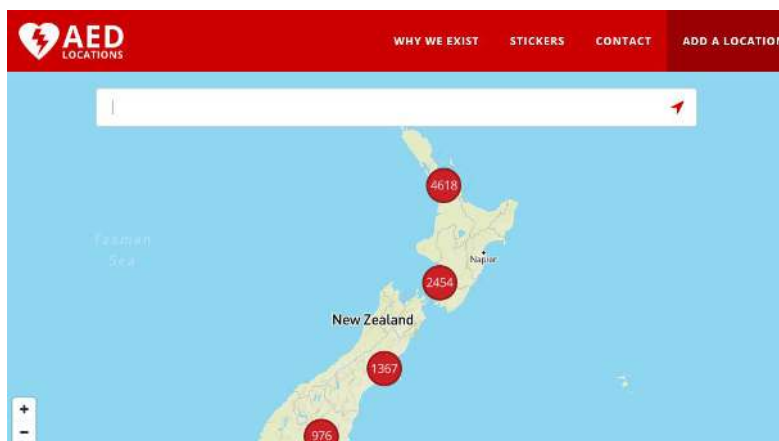 AED
LOCATIONS
WHY WE EXIST
STICKERS
CONTACT
ADD A LOCATION
4618
Tasman
Sea
Napier
2454
New Zealand
1367
+
-
976